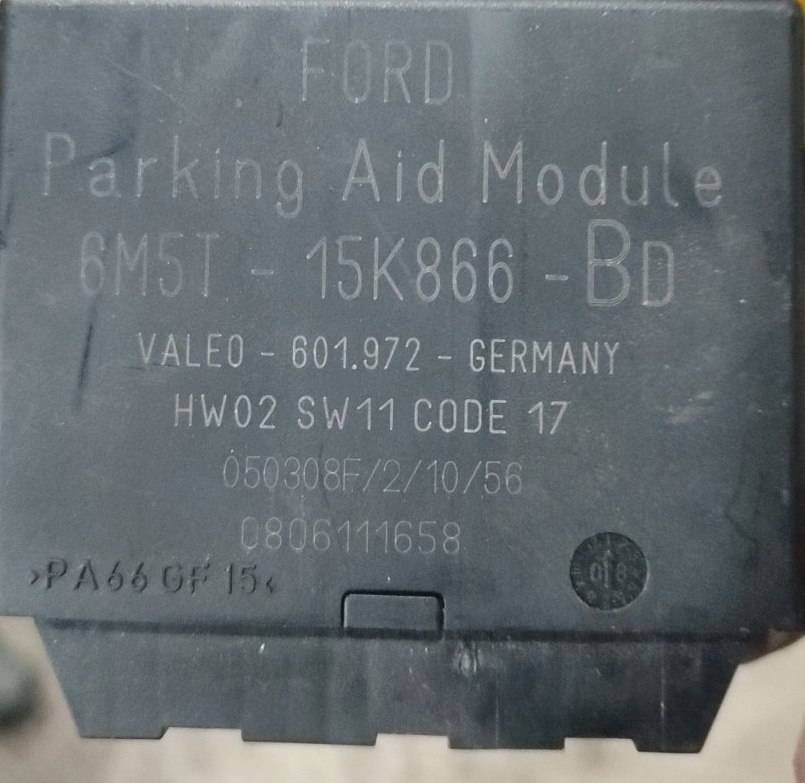 FORD
Parking Aid Module
6M5T - 15K866 - BD
VALEO - 601.972 - GERMANY
HW02 SW11 CODE 17
050308F/2/10/56
0806111658
>PA66 GF 15<
08